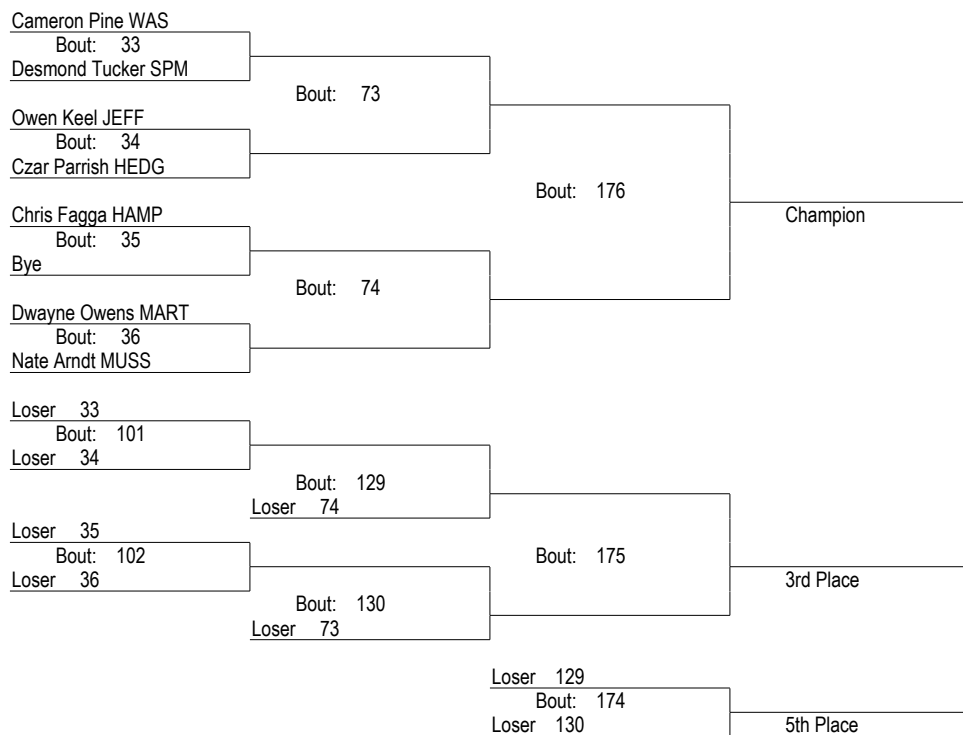 Cameron Pine WAS
Bout: 33
Desmond Tucker SPM
Bout: 73
Owen Keel JEFF
Bout: 34
Czar Parrish HEDG
Bout: 176
Chris Fagga HAMP
Champion
Bout: 35
Bye
Bout: 74
Dwayne Owens MART
Bout: 36
Nate Arndt MUSS
Loser 33
Bout: 101
Loser 34
Bout: 129
Loser 74
Loser 35
Bout: 102
Bout: 175
Loser 36
3rd Place
Bout: 130
Loser 73
Loser 129
Bout: 174
Loser 130
5th Place